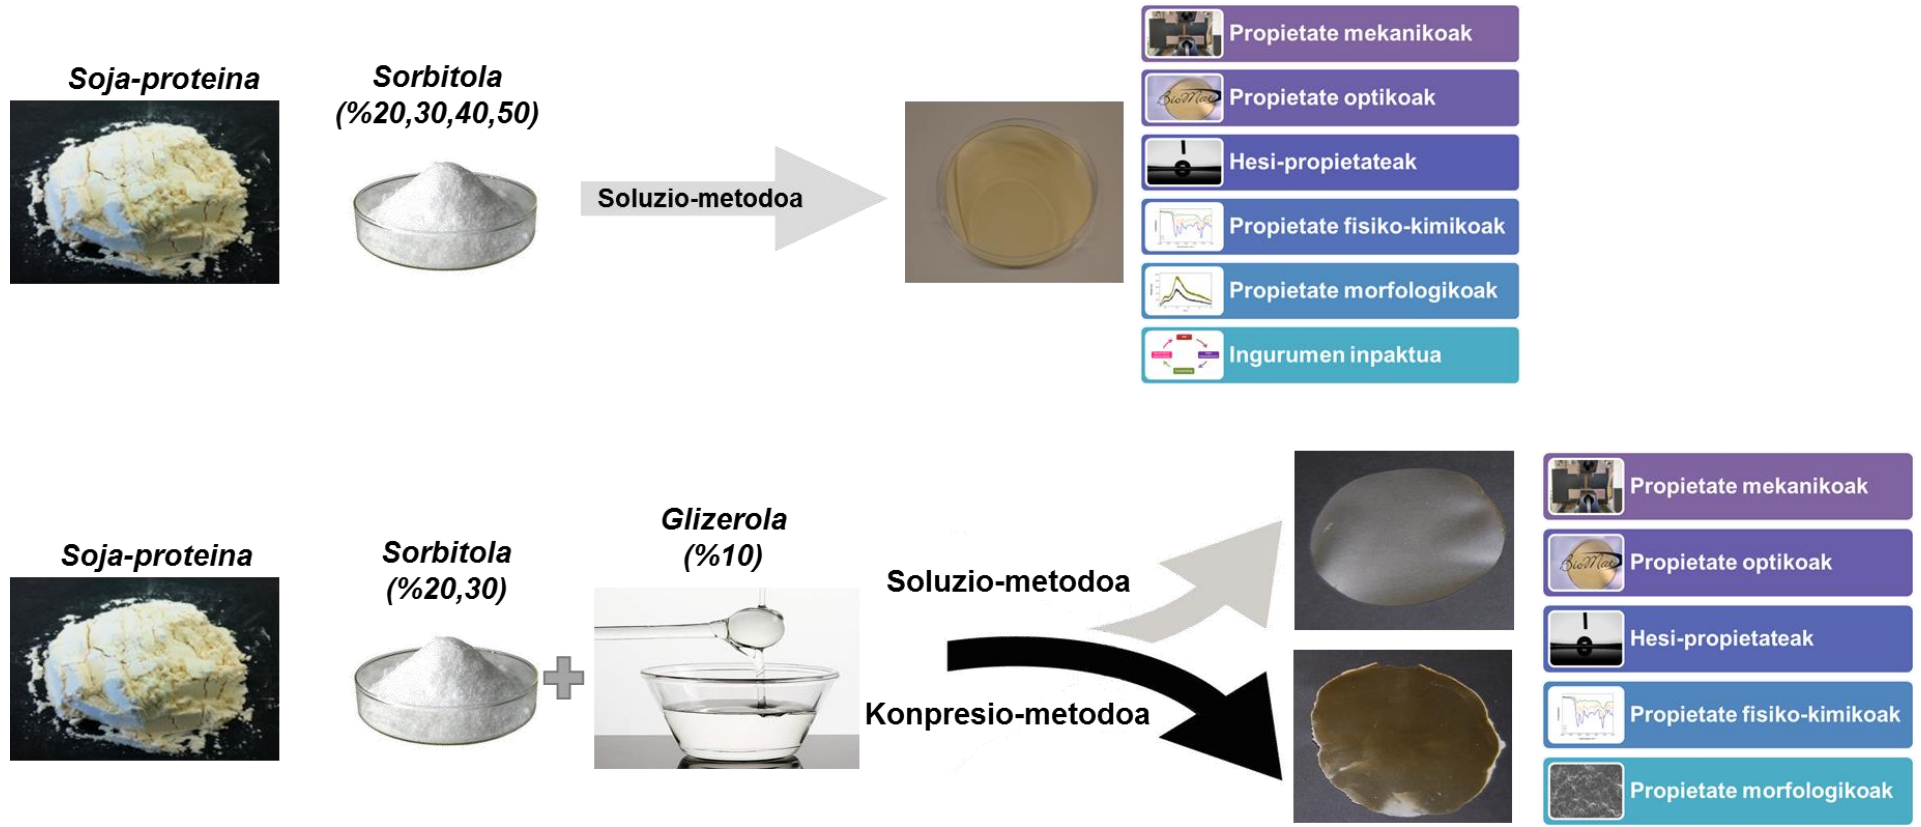 Soja-proteina
Sorbitola
(%20,30,40,50)
Soluzio-metodoa
Propietate mekanikoak
BioMat
Propietate optikoak
Hesi-propietateak
Propietate fisiko-kimikoak
Propietate morfologikoak
Ingurumen inpaktua
Soja-proteina
Sorbitola
(%20,30)
Glizerola
(%10)
Soluzio-metodoa
Konpresio-metodoa
Propietate mekanikoak
BioMat
Propietate optikoak
Hesi-propietateak
Propietate fisiko-kimikoak
Propietate morfologikoak